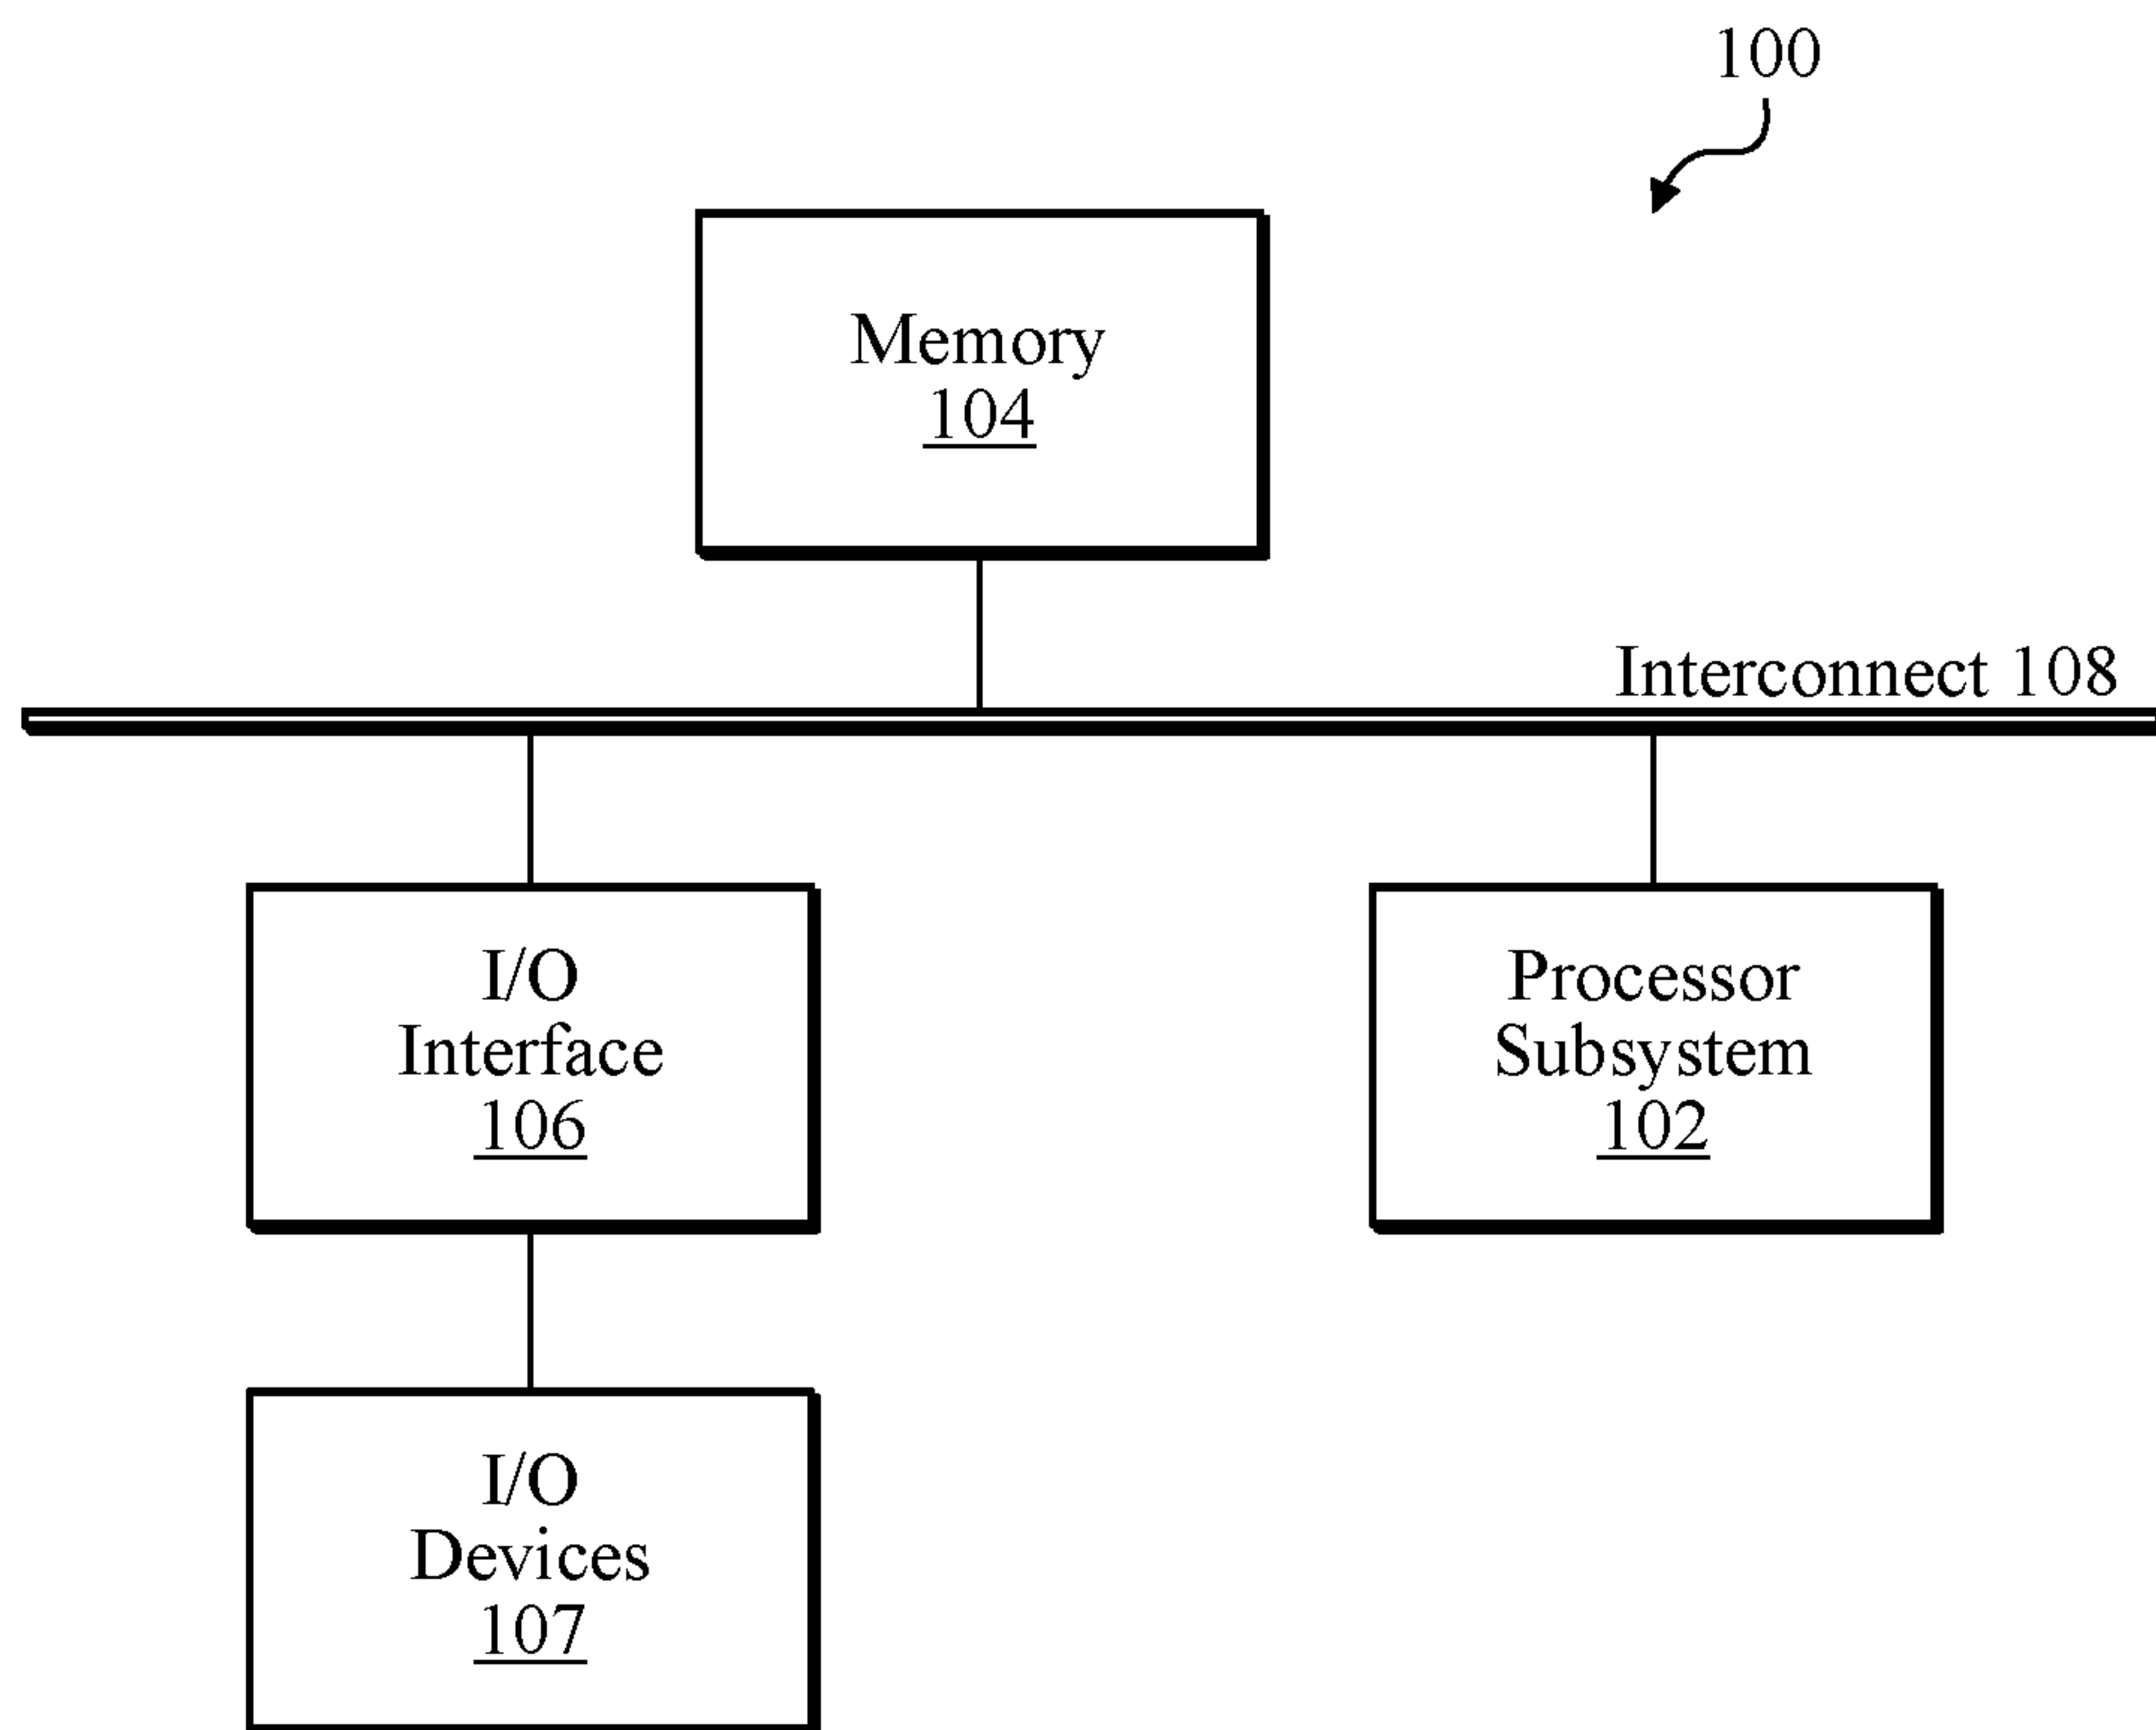 100
Memory
104
Interconnect 108
I/O
Interface
106
Processor
Subsystem
102
I/O
Devices
107